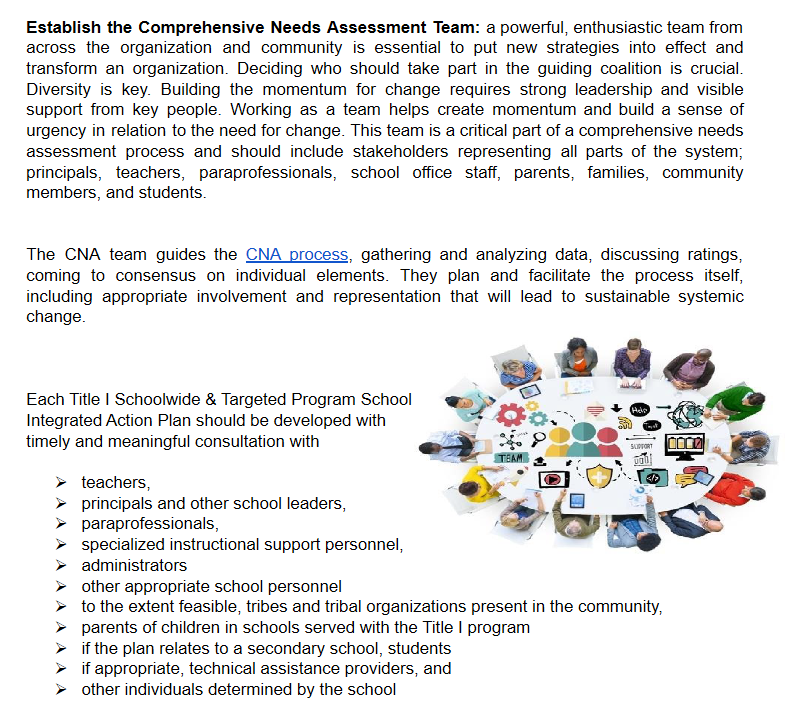 Establish the Comprehensive Needs Assessment Team: a powerful, enthusiastic team from
across the organization and community is essential to put new strategies into effect and
transform an organization. Deciding who should take part in the guiding coalition is crucial.
Diversity is key. Building the momentum for change requires strong leadership and visible
support from key people. Working as a team helps create momentum and build a sense of
urgency in relation to the need for change. This team is a critical part of a comprehensive needs
assessment process and should include stakeholders representing all parts of the system;
principals, teachers, paraprofessionals, school office staff, parents, families, community
members, and students.
The CNA team guides the CNA process, gathering and analyzing data, discussing ratings,
coming to consensus on individual elements. They plan and facilitate the process itself,
including appropriate involvement and representation that will lead to sustainable systemic
change.
Each Title I Schoolwide & Targeted Program School
Integrated Action Plan should be developed with
timely and meaningful consultation with
➢ teachers,
➢ principals and other school leaders,
➢ paraprofessionals,
➢ specialized instructional support personnel,
➢ administrators
➢ other appropriate school personnel
➢ to the extent feasible, tribes and tribal organizations present in the community,
➢ parents of children in schools served with the Title I program
➢ if the plan relates to a secondary school, students
➢ if appropriate, technical assistance providers, and
➢ other individuals determined by the school
Help
SUPPORT
TEAM